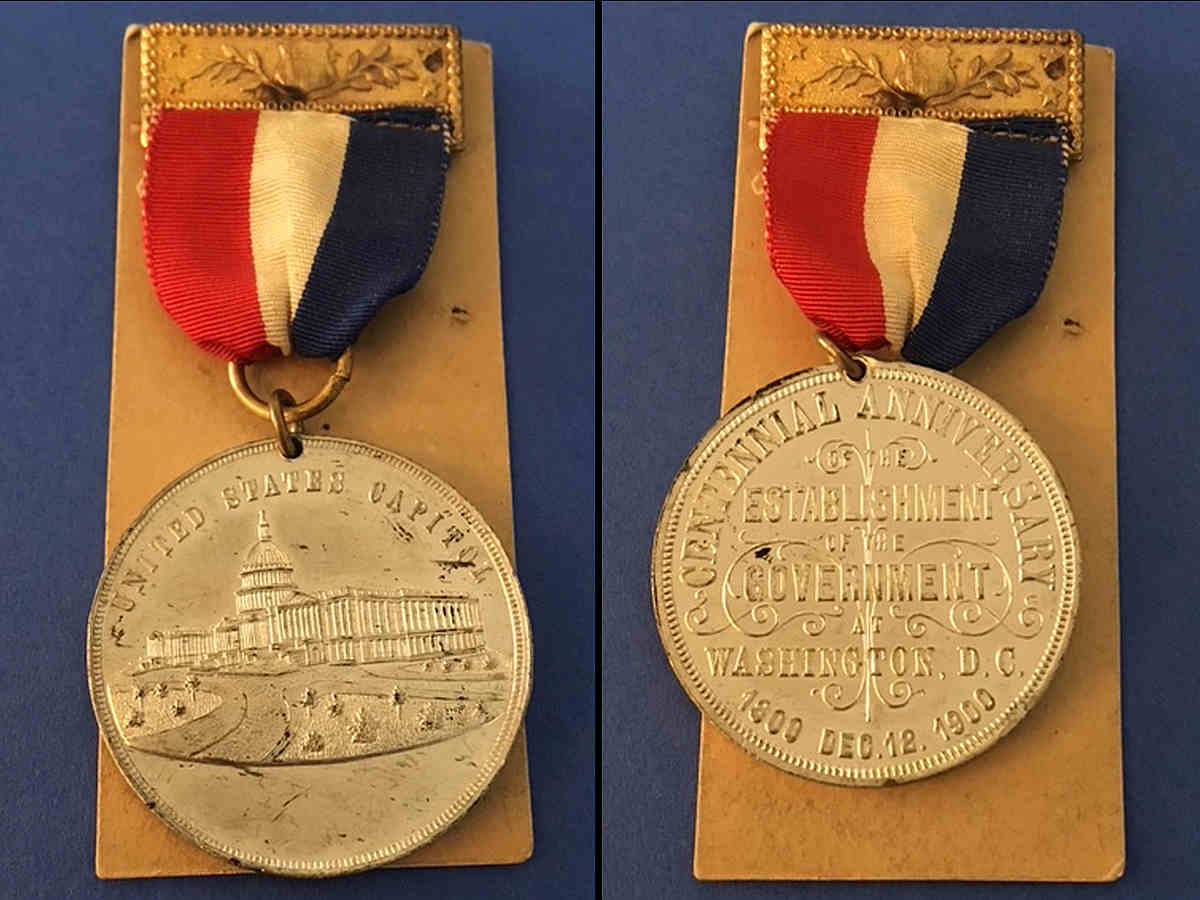 UNITED STATES CAPITOL
CENTENNIAL ANNIVERSARY
OF THE
ESTABLISHMENT
OF THE
GOVERNMENT
AT
WASHINGTON, D.C.
1800 DEC. 12. 1900